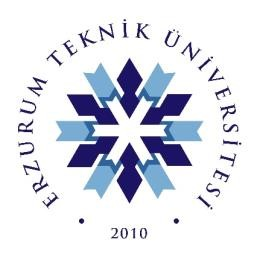 ERZURUM TEKNİK ÜNİVERSİTESİ
• 2010 •